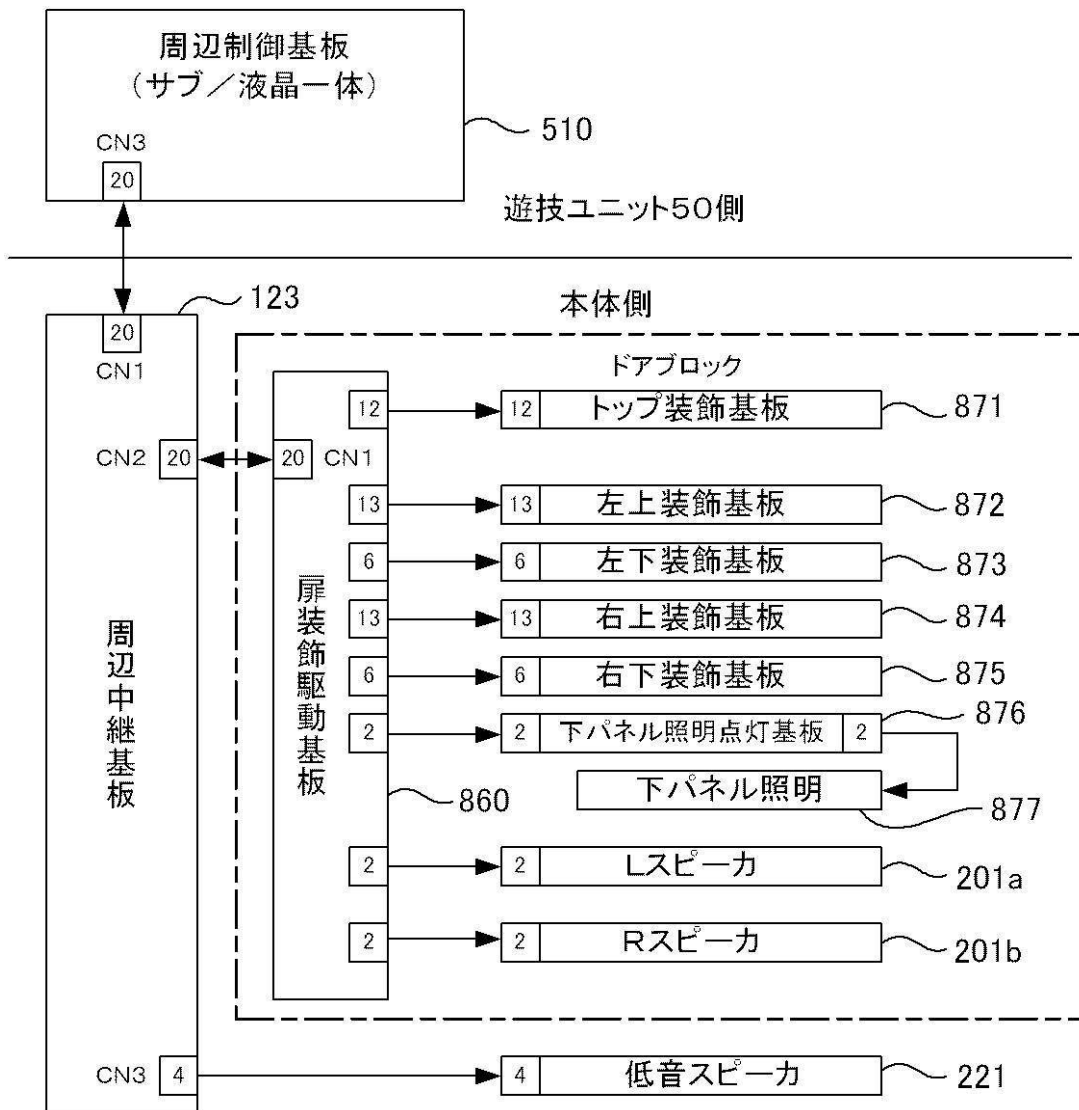 周辺制御基板
（サブ／液晶一体）
510
CN3
20
遊技ユニット50側
123
本体側
20
CN1
ドアブロック
12
12
トップ装飾基板
871
CN2
20
20
CN1
13
13
左上装飾基板
872
6
6
左下装飾基板
873
13
13
右上装飾基板
874
6
6
右下装飾基板
875
2
2
下パネル照明点灯基板
2
876
下パネル照明
877
扉装飾駆動基板
860
周辺中継基板
2
2
Lスピーカ
201a
2
2
Rスピーカ
201b
CN3
4
4
低音スピーカ
221